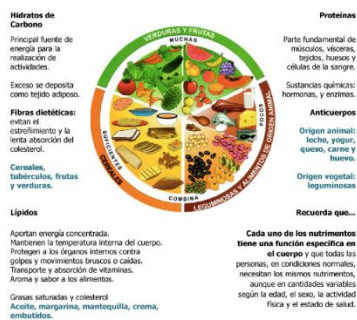 Hidratos de
Carbono
Principal fuente de
energía para la
realización de
actividades.
Exceso se deposita
como tejido adiposo.
Fibras dietéticas:
evitan el
estreñimiento y la
lenta absorción del
colesterol.
Cereales,
tubérculos, frutas
y verduras.
VERDURAS Y FRUTAS
MUCHAS
SUFICIENTES
CEREALES
COMBINA
POCOS
LEGUMINOSAS Y ALIMENTOS DE ORIGEN ANIMAL
Proteínas
Parte fundamental de
músculos, vísceras,
tejidos, huesos y
células de la sangre.
Sustancias químicas:
hormonas, y enzimas.
Anticuerpos
Origen animal:
leche, yogur,
queso, carne y
huevo.
Origen vegetal:
leguminosas
Lípidos
Aportan energía concentrada.
Mantienen la temperatura interna del cuerpo.
Protegen a los órganos internos contra
golpes y movimientos bruscos o caídas.
Transporte y absorción de vitaminas.
Aroma y sabor a los alimentos.
Grasas saturadas y colesterol
Aceite, margarina, mantequilla, crema,
embutidos.
Recuerda que...
Cada uno de los nutrimentos
tiene una función específica en
el cuerpo y que todas las
personas, en condiciones normales,
necesitan los mismos nutrimentos,
aunque en cantidades variables
según la edad, el sexo, la actividad
física y el estado de salud.